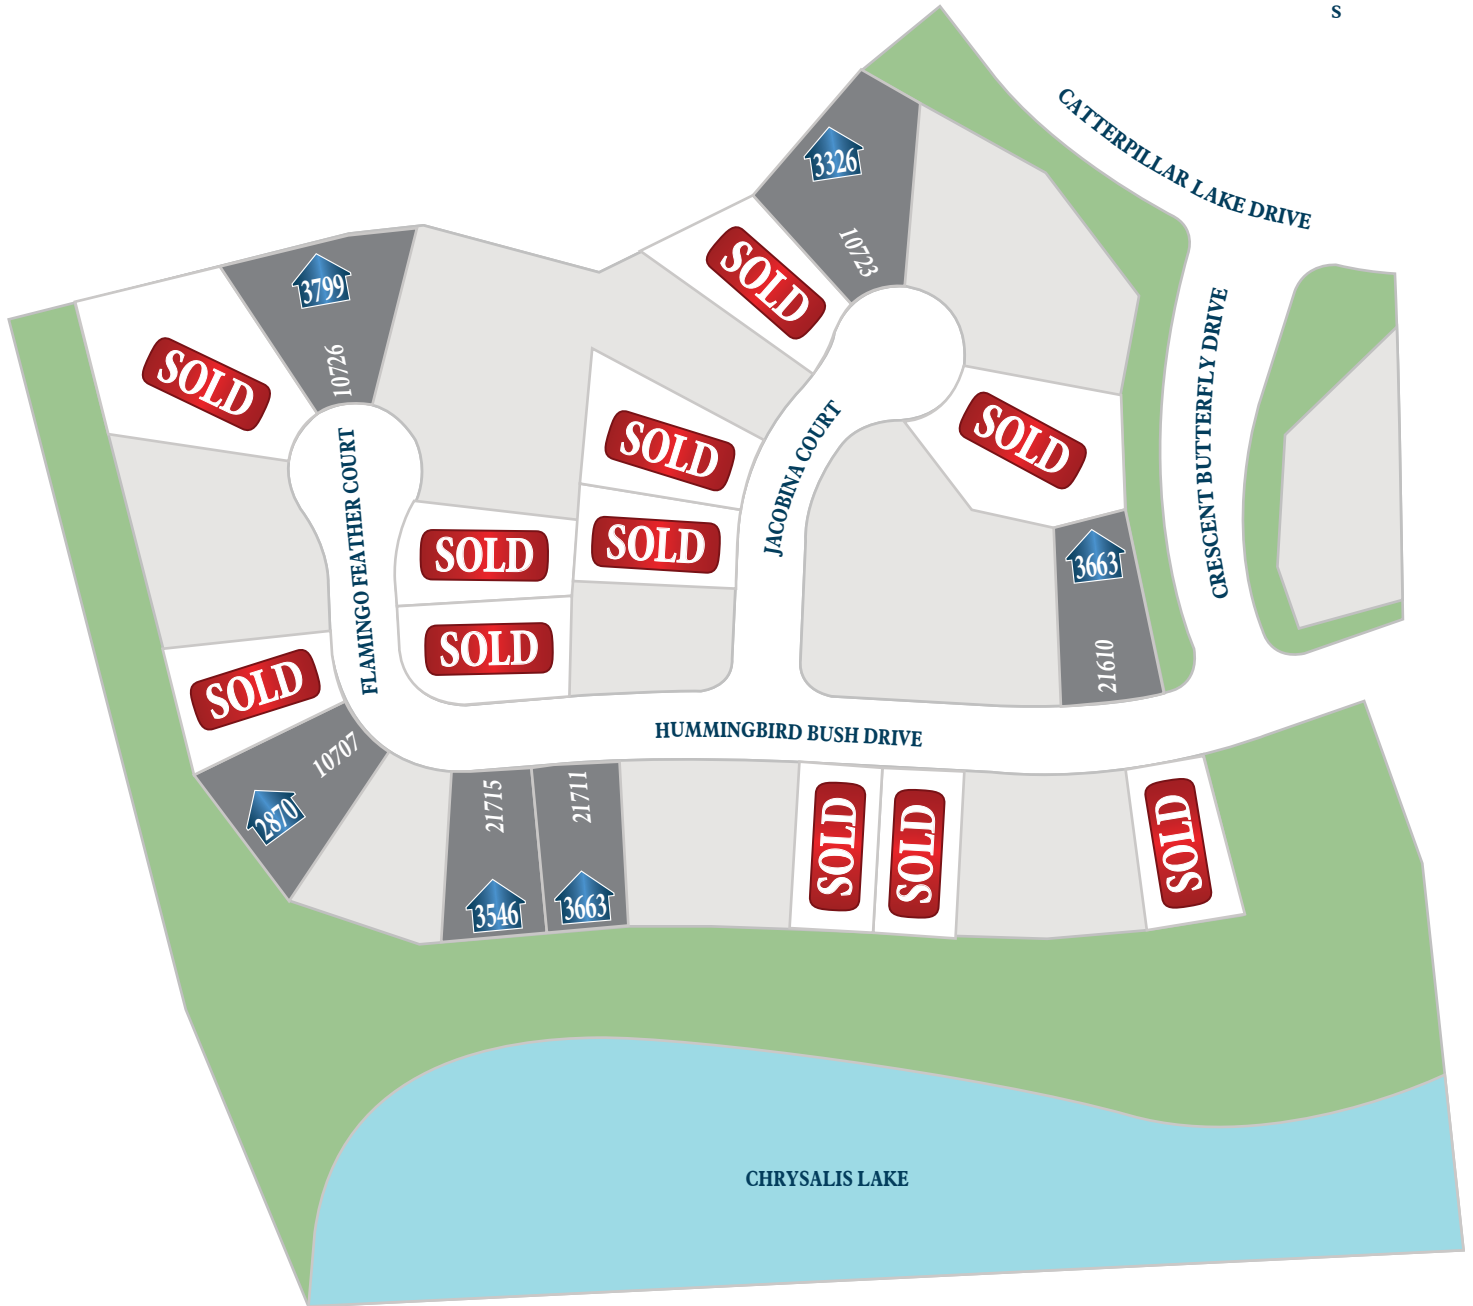 S
CATTERPILLAR LAKE DRIVE
3326
10723
SOLD
3799
10726
SOLD
CRESCENT BUTTERFLY DRIVE
SOLD
SOLD
JACOBINA COURT
FLAMINGO FEATHER COURT
SOLD
SOLD
3663
21610
SOLD
SOLD
HUMMINGBIRD BUSH DRIVE
10707
2870
21715
3546
21711
3663
SOLD
SOLD
SOLD
CHRYSALIS LAKE